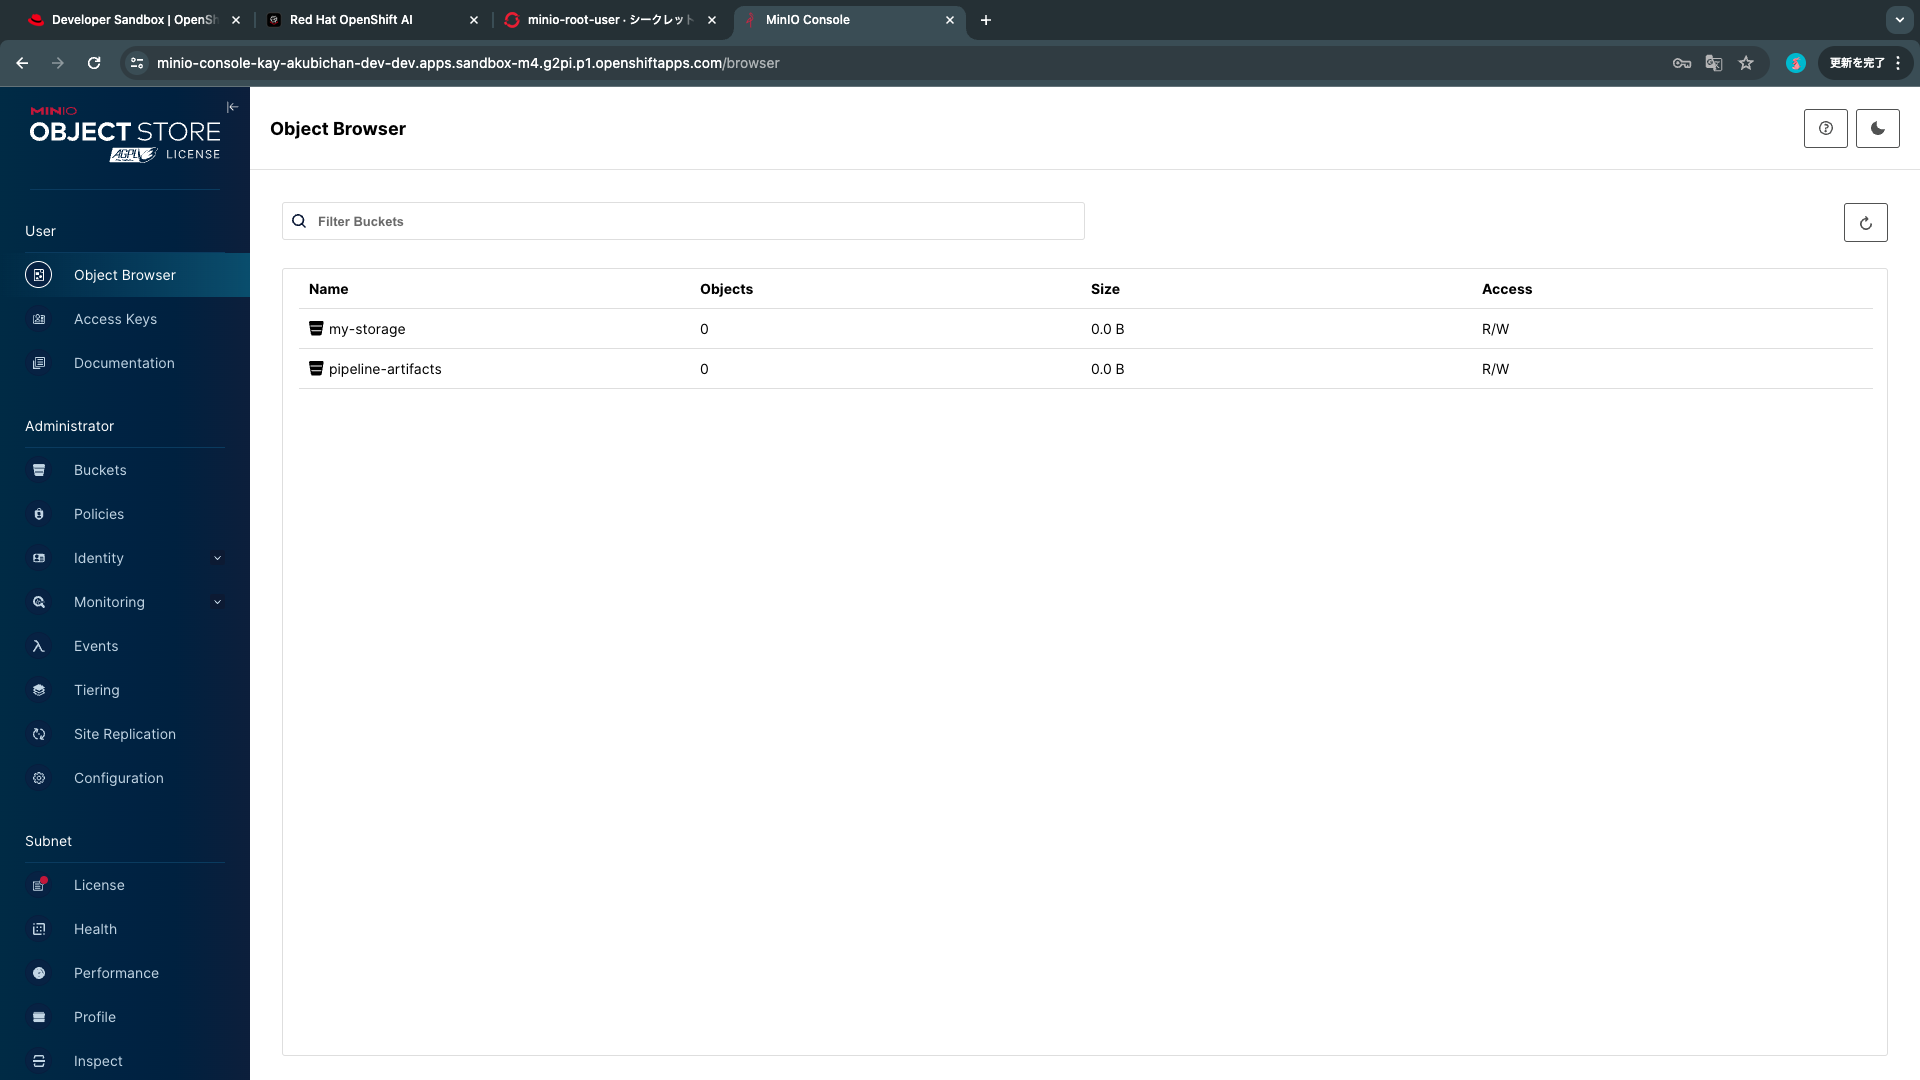 Developer Sandbox | OpenSh
Red Hat OpenShift AI
minio-root-user · シークレット
MinIO Console
minio-console-kay-akubichan-dev-dev.apps.sandbox-m4.g2pi.p1.openshiftapps.com/browser
更新を完了
MINIO
OBJECT STORE
AGPLv3 LICENSE
Object Browser
User
Filter Buckets
Object Browser
Access Keys
Documentation
Name Objects Size Access
my-storage 0 0.0 B R/W
pipeline-artifacts 0 0.0 B R/W
Administrator
Buckets
Policies
Identity
Monitoring
Events
Tiering
Site Replication
Configuration
Subnet
License
Health
Performance
Profile
Inspect